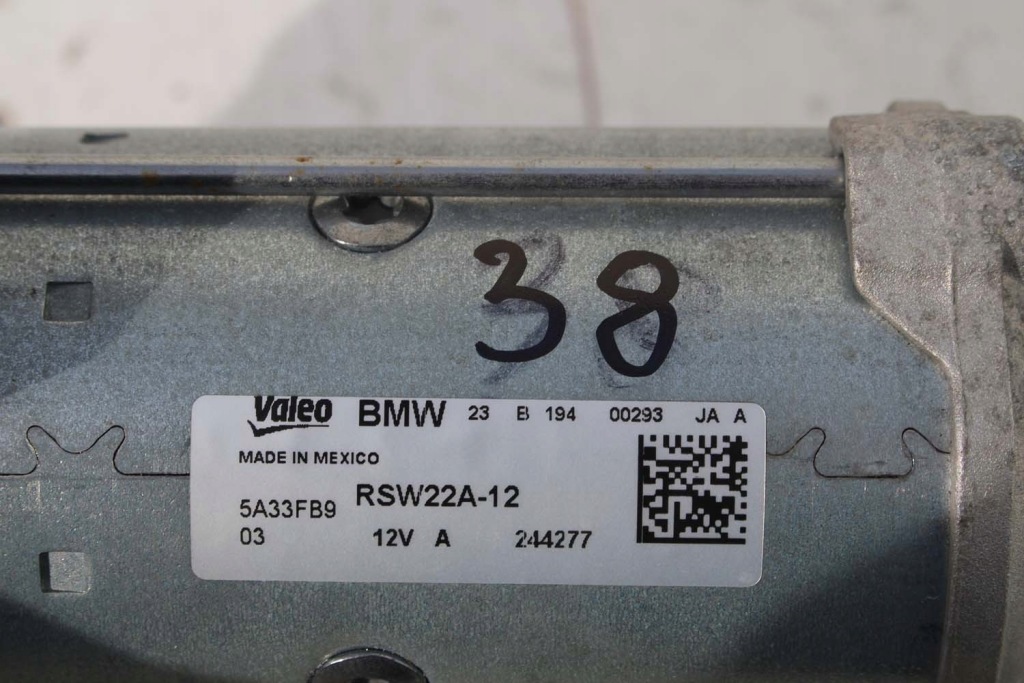 38
Valeo BMW 23 B 194 00293 JA A
MADE IN MEXICO
RSW22A-12
5A33FB9
03 12V A 244277